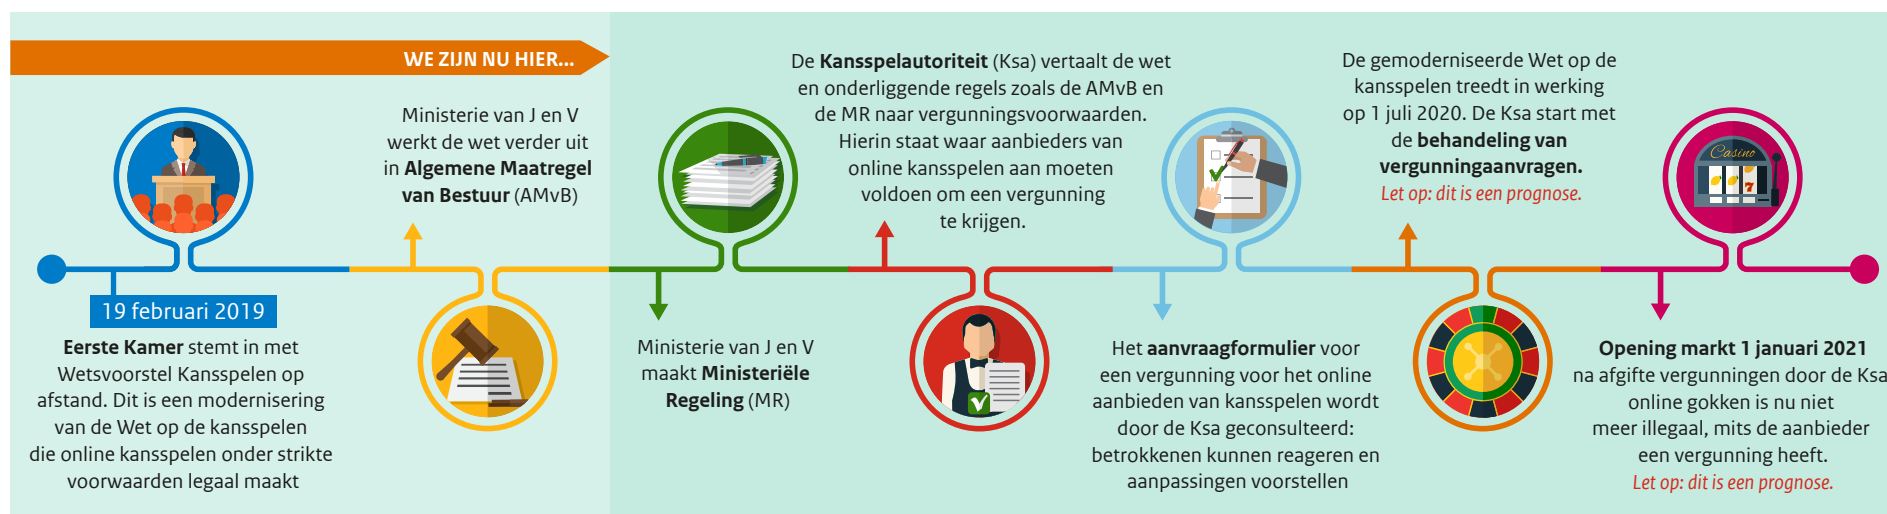 WE ZIJN NU HIER...
19 februari 2019
Eerste Kamer stemt in met
Wetsvoorstel Kansspelen op
afstand. Dit is een modernisering
van de Wet op de kansspelen
die online kansspelen onder strikte
voorwaarden legaal maakt
Ministerie van J en V
werkt de wet verder uit
in Algemene Maatregel
van Bestuur (AMvB)
Ministerie van J en V
maakt Ministeriële
Regeling (MR)
De Kansspelautoriteit (Ksa) vertaalt de wet
en onderliggende regels zoals de AMvB en
de MR naar vergunningsvoorwaarden.
Hierin staat waar aanbieders van
online kansspelen aan moeten
voldoen om een vergunning
te krijgen.
Het aanvraagformulier voor
een vergunning voor het online
aanbieden van kansspelen wordt
door de Ksa geconsulteerd:
betrokkenen kunnen reageren en
aanpassingen voorstellen
De gemoderniseerde Wet op de
kansspelen treedt in werking
op 1 juli 2020. De Ksa start met
de behandeling van
vergunningaanvragen.
Let op: dit is een prognose.
Casino
7
Opening markt 1 januari 2021
na afgifte vergunningen door de Ksa
online gokken is nu niet
meer illegaal, mits de aanbieder
een vergunning heeft.
Let op: dit is een prognose.